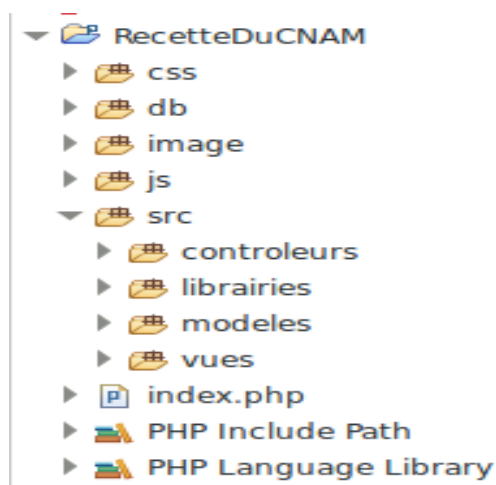 RecetteDuCNAM
css
db
image
js
src
controleurs
librairies
modeles
vues
index.php
PHP Include Path
PHP Language Library